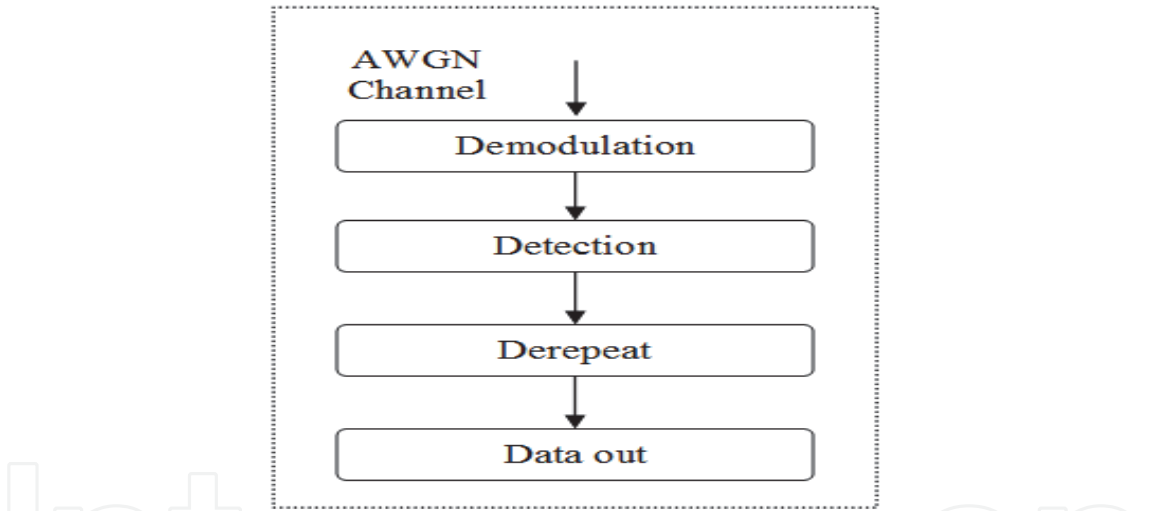 AWGN
Channel
Demodulation
Detection
Derepeat
Data out